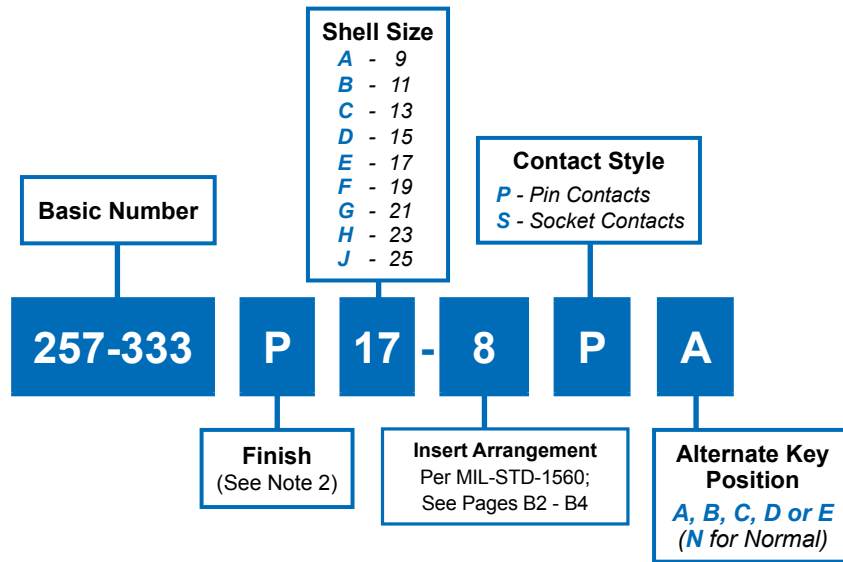 Shell Size
A - 9
B - 11
C - 13
D - 15
E - 17
F - 19
G - 21
H - 23
J - 25
Contact Style
P - Pin Contacts
S - Socket Contacts
Basic Number
257-333 P 17 - 8 P A
Finish
(See Note 2)
Insert Arrangement
Per MIL-STD-1560;
See Pages B2 - B4
Alternate Key
Position
A, B, C, D or E
(N for Normal)